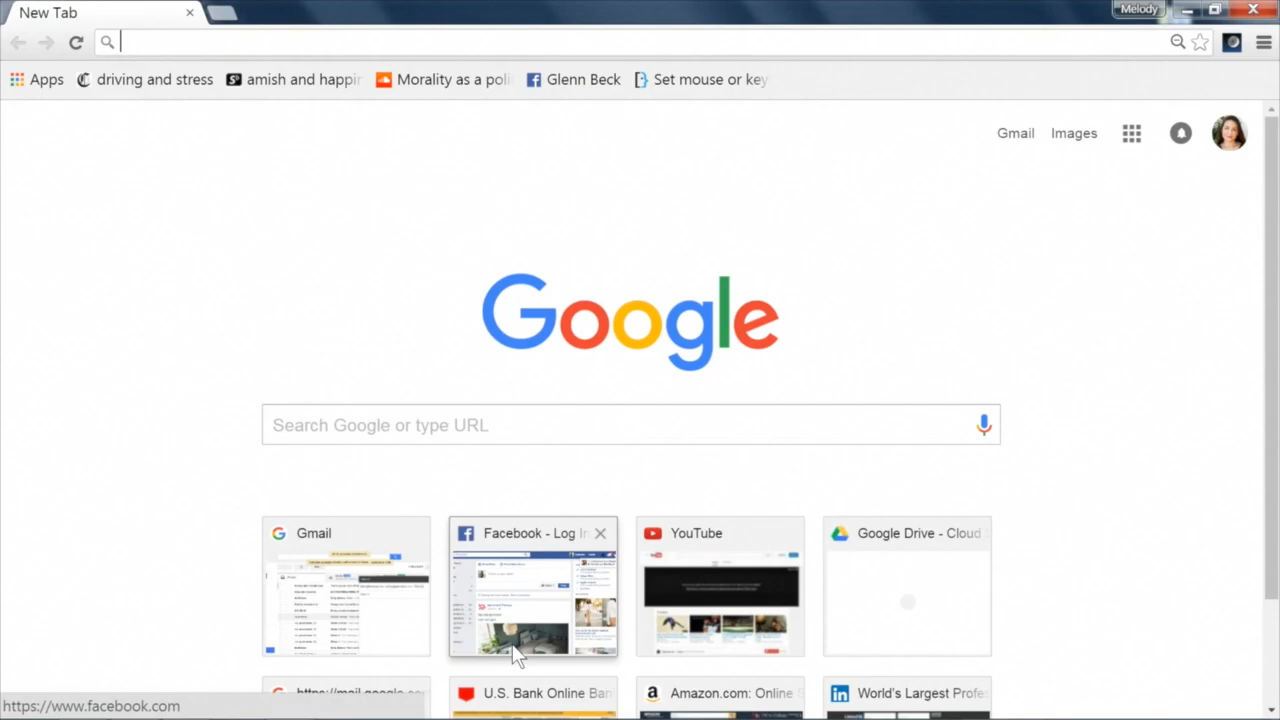 New Tab
Melody
Apps driving and stress amish and happin Morality as a poli Glenn Beck Set mouse or key
Gmail Images
Google
Search Google or type URL
Gmail Facebook - Log In YouTube Google Drive - Cloud
https://mail.google.co U.S. Bank Online Ban Amazon.com: Online World's Largest Profe
https://www.facebook.com